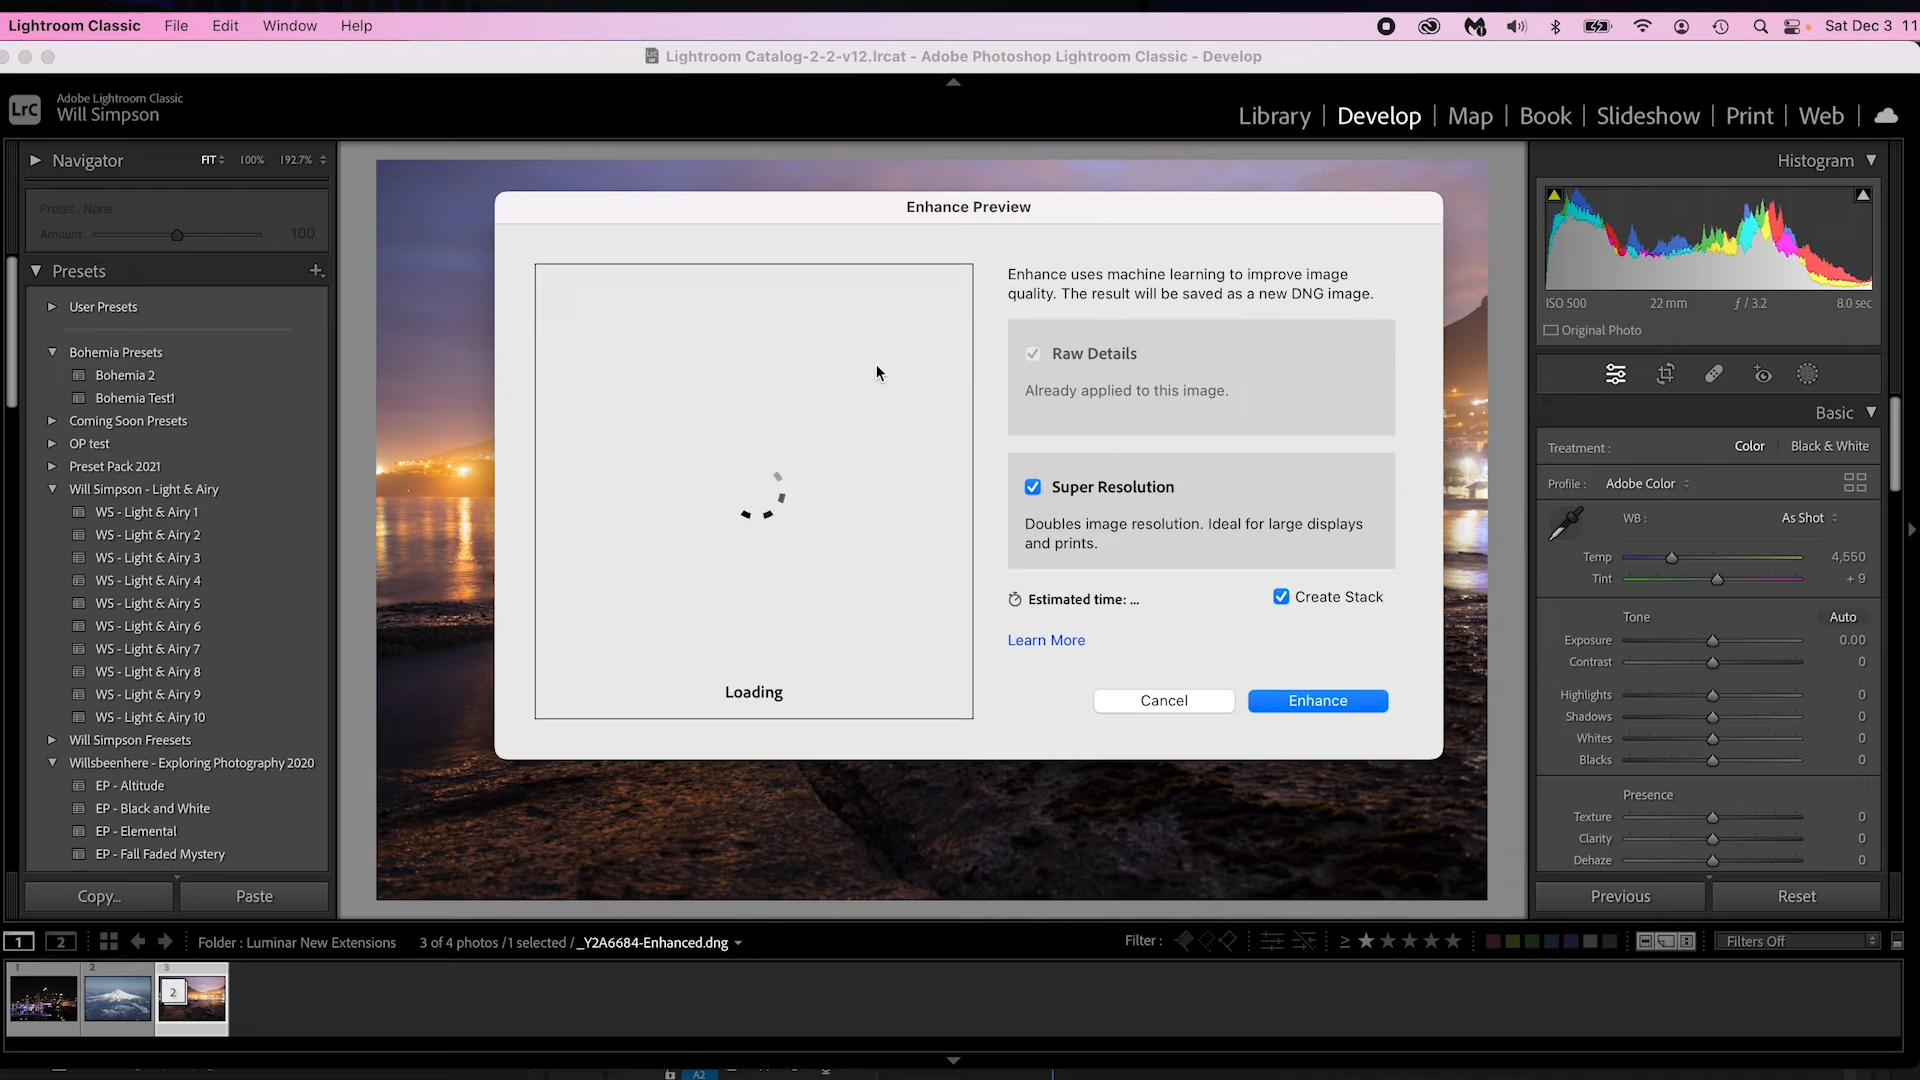 Lightroom Classic File Edit Window Help
Sat Dec 3 11
Lightroom Catalog-2-2-v12.lrcat - Adobe Photoshop Lightroom Classic - Develop
LrC
Adobe Lightroom Classic
Will Simpson
Library | Develop | Map | Book | Slideshow | Print | Web
Navigator FIT 100% 192.7%
Preset : None
Amount 100
Presets
User Presets
Bohemia Presets
Bohemia 2
Bohemia Test1
Coming Soon Presets
OP test
Preset Pack 2021
Will Simpson - Light & Airy
WS - Light & Airy 1
WS - Light & Airy 2
WS - Light & Airy 3
WS - Light & Airy 4
WS - Light & Airy 5
WS - Light & Airy 6
WS - Light & Airy 7
WS - Light & Airy 8
WS - Light & Airy 9
WS - Light & Airy 10
Will Simpson Freesets
Willsbeenhere - Exploring Photography 2020
EP - Altitude
EP - Black and White
EP - Elemental
EP - Fall Faded Mystery
Copy... Paste
Enhance Preview
Loading
Enhance uses machine learning to improve image
quality. The result will be saved as a new DNG image.
Raw Details
Already applied to this image.
Super Resolution
Doubles image resolution. Ideal for large displays
and prints.
Estimated time: ...
Create Stack
Learn More
Cancel Enhance
Histogram
ISO 500 22 mm ƒ / 3.2 8.0 sec
Original Photo
Basic
Treatment : Color Black & White
Profile : Adobe Color
WB : As Shot
Temp 4,550
Tint + 9
Tone Auto
Exposure 0.00
Contrast 0
Highlights 0
Shadows 0
Whites 0
Blacks 0
Presence
Texture 0
Clarity 0
Dehaze 0
Previous Reset
1 2 Folder : Luminar New Extensions 3 of 4 photos /1 selected / _Y2A6684-Enhanced.dng
Filter : ≥ Filters Off
1 2 3
2
A2